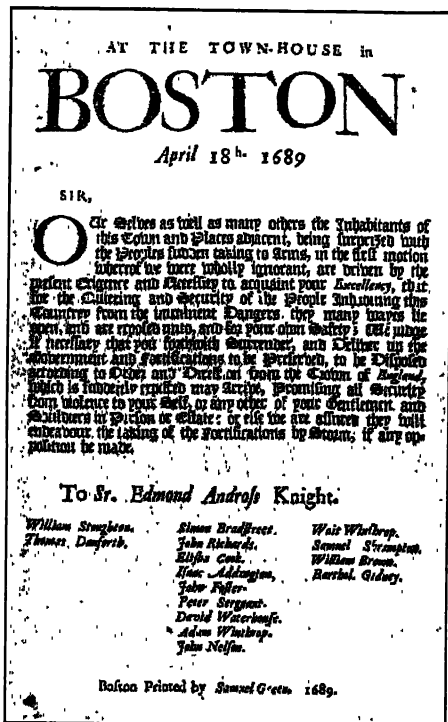 AT THE TOWN-HOUSE in
BOSTON
April 18h. 1689
SIR,
OUr Selves as well as many others the Inhabitants of
this Town and Places adjacent, being surprized with
the Peoples sudden taking to Arms, in the first motion
whereof we were wholly ignorant, are driven by the
present Exigence and Necessity to acquaint your Excellency, that
for the Quieting and Security of the People Inhabiting this
Countrey from the imminent Dangers, they many wayes lie
open, and are exposed unto, and for your own Safety; We judge
it necessary that you forthwith Surrender, and Deliver up the
Government and Fortifications to be Preserved, to be Disposed
according to Order and Direction from the Crown of England,
which is suddenly expected may Arrive, Promising all Security
from violence to your Self, or any other of your Gentlemen and
Souldiers in Person or Estate: or else we are assured they will
endeavour the taking of the Fortifications by Storm, if any op-
position be made.
To Sr. Edmond Andross Knight.
William Stoughton. Simon Bradstreet. Wait Winthrop.
Thomas Danforth. John Richards. Samuel Shrimpton.
Elisha Cook. William Brown.
Isaac Addington, Barthol. Gidney.
John Foster.
Peter Sergeant.
David Waterhouse.
Adam Winthrop.
John Nelson.
Boston Printed by Samuel Green. 1689.